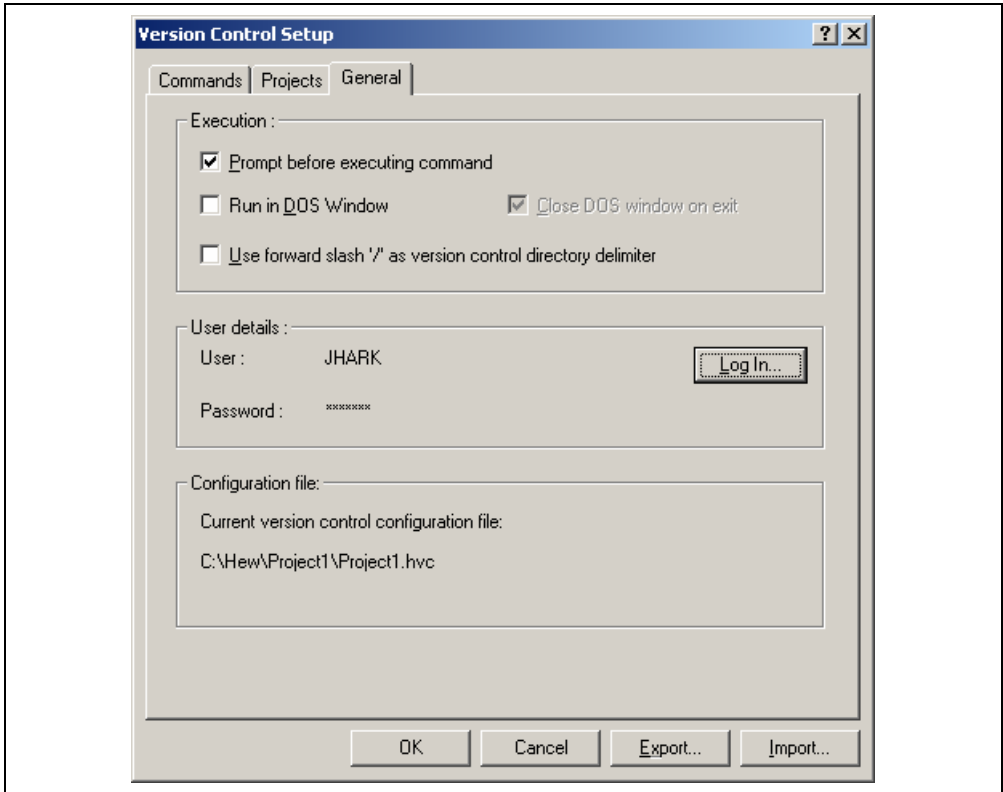 Version Control Setup
Commands Projects General
Execution :
Prompt before executing command
Run in DOS Window Close DOS window on exit
Use forward slash '/' as version control directory delimiter
User details :
User : JHARK Log In...
Password : *******
Configuration file:
Current version control configuration file:
C:\Hew\Project1\Project1.hvc
OK Cancel Export... Import...